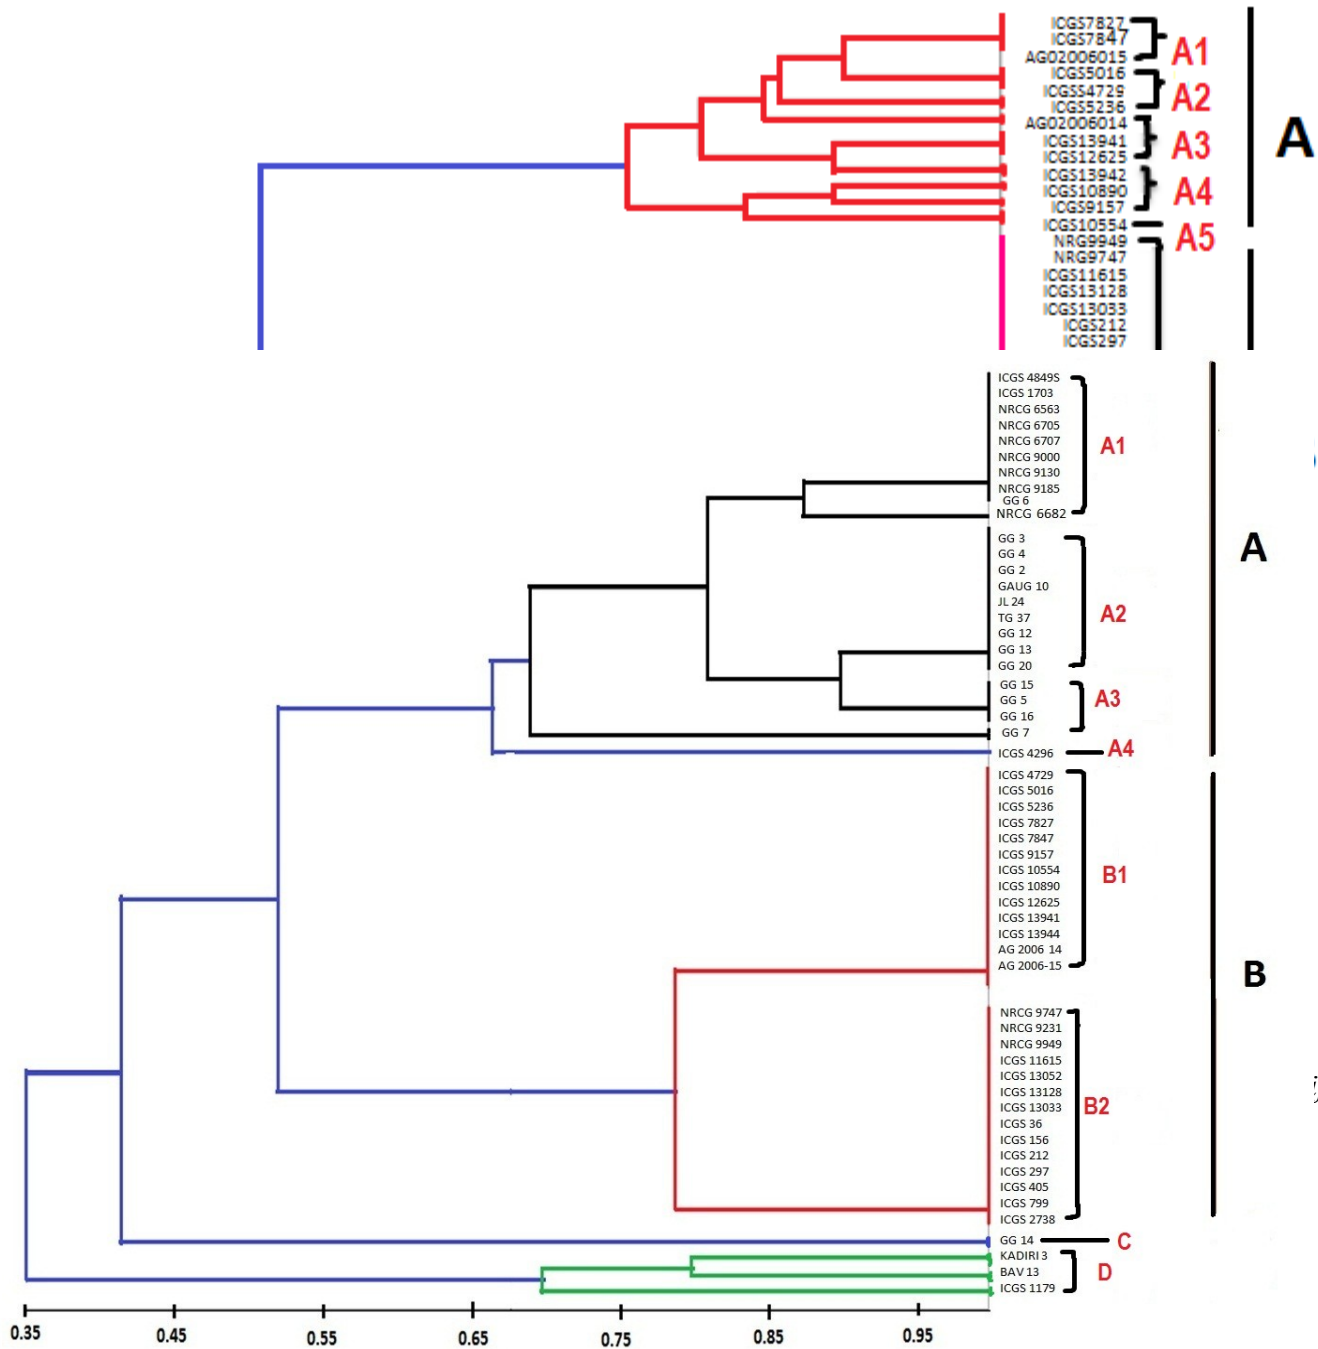 ICGS7827
ICGS7847
A1
AG02006015
ICGS5016
ICGSS4729
A2
ICGS5236
AG02006014
ICGS13941
A3
A
ICGS12625
ICGS13942
ICGS10890
A4
ICGS9157
ICGS10554
A5
NRG9949
NRG9747
ICGS11615
ICGS13128
ICGS13033
ICGS212
ICGS297
ICGS 4849S
ICGS 1703
NRCG 6563
NRCG 6705
NRCG 6707
A1
NRCG 9000
NRCG 9130
NRCG 9185
GG 6
NRCG 6682
GG 3
A
GG 4
GG 2
GAUG 10
JL 24
A2
TG 37
GG 12
GG 13
GG 20
GG 15
GG 5
A3
GG 16
GG 7
ICGS 4296
A4
ICGS 4729
ICGS 5016
ICGS 5236
ICGS 7827
ICGS 7847
ICGS 9157
ICGS 10554
B1
ICGS 10890
ICGS 12625
ICGS 13941
ICGS 13944
AG 2006 14
AG 2006-15
B
NRCG 9747
NRCG 9231
NRCG 9949
ICGS 11615
ICGS 13052
ICGS 13128
ICGS 13033
B2
ICGS 36
ICGS 156
ICGS 212
ICGS 297
ICGS 405
ICGS 799
ICGS 2738
GG 14
C
KADIRI 3
BAV 13
D
ICGS 1179
0.35 0.45 0.55 0.65 0.75 0.85 0.95